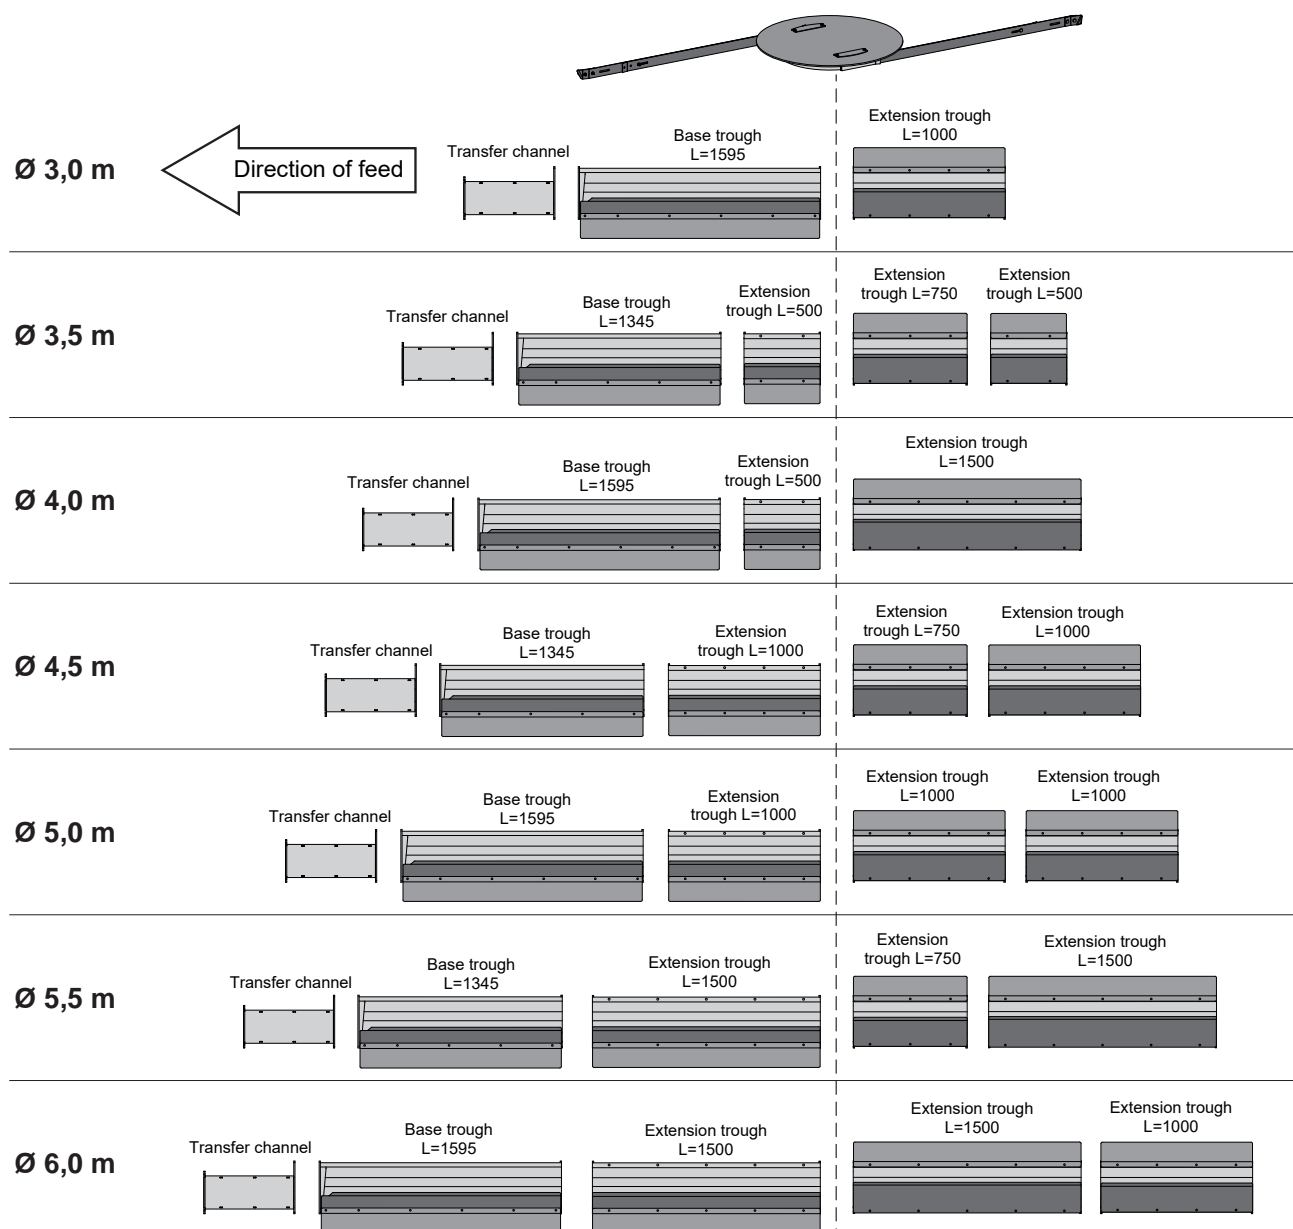 Ø 3,0 m
Direction of feed
Transfer channel
Base trough
L=1595
Extension trough
L=1000
Ø 3,5 m
Transfer channel
Base trough
L=1345
Extension
trough L=500
Extension
trough L=750
Extension
trough L=500
Ø 4,0 m
Transfer channel
Base trough
L=1595
Extension
trough L=500
Extension trough
L=1500
Ø 4,5 m
Transfer channel
Base trough
L=1345
Extension
trough L=1000
Extension
trough L=750
Extension trough
L=1000
Ø 5,0 m
Transfer channel
Base trough
L=1595
Extension
trough L=1000
Extension trough
L=1000
Extension trough
L=1000
Ø 5,5 m
Transfer channel
Base trough
L=1345
Extension trough
L=1500
Extension
trough L=750
Extension trough
L=1500
Ø 6,0 m
Transfer channel
Base trough
L=1595
Extension trough
L=1500
Extension trough
L=1500
Extension trough
L=1000